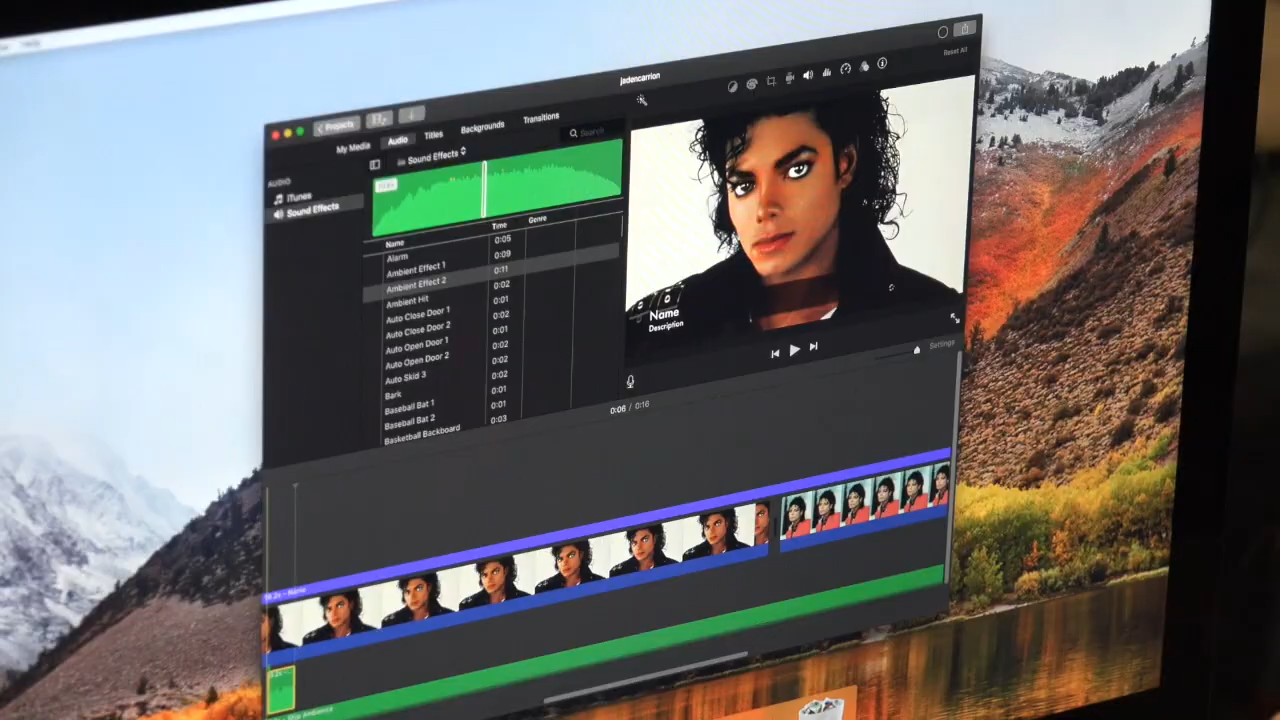 Help
jadencarrion
Reset All
Projects
My Media
Audio
Titles
Backgrounds
Transitions
Search
AUDIO
iTunes
Sound Effects
Sound Effects
Name Time Genre
Alarm 0:05
Ambient Effect 1 0:09
Ambient Effect 2 0:11
Ambient Hit 0:02
Auto Close Door 1 0:01
Auto Close Door 2 0:02
Auto Open Door 1 0:01
Auto Open Door 2 0:02
Auto Skid 3 0:02
Bark 0:02
Baseball Bat 1 0:01
Baseball Bat 2 0:01
Basketball Backboard 0:03
Name
Description
0:06 / 0:16
Settings
Name
Ambience